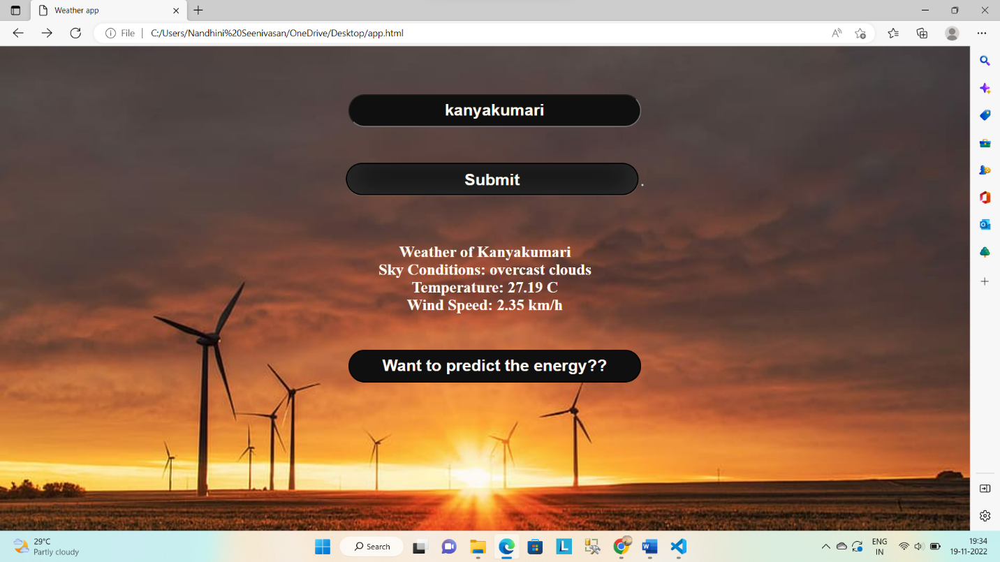 Weather app
File
C:/Users/Nandhini%20Seenivasan/OneDrive/Desktop/app.html
kanyakumari
Submit
.
Weather of Kanyakumari
Sky Conditions: overcast clouds
Temperature: 27.19 C
Wind Speed: 2.35 km/h
Want to predict the energy??
29°C
Partly cloudy
Search
ENG
IN
19:34
19-11-2022